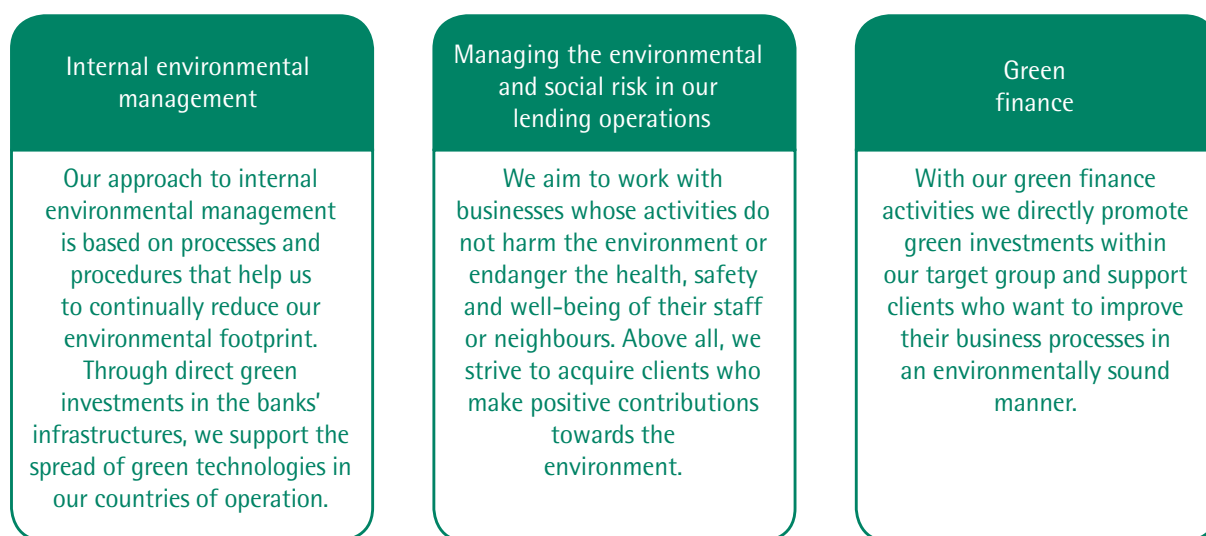 Internal environmental
management
Our approach to internal
environmental management
is based on processes and
procedures that help us
to continually reduce our
environmental footprint.
Through direct green
investments in the banks’
infrastructures, we support the
spread of green technologies in
our countries of operation.
Managing the environmental
and social risk in our
lending operations
We aim to work with
businesses whose activities do
not harm the environment or
endanger the health, safety
and well-being of their staff
or neighbours. Above all, we
strive to acquire clients who
make positive contributions
towards the
environment.
Green
finance
With our green finance
activities we directly promote
green investments within
our target group and support
clients who want to improve
their business processes in
an environmentally sound
manner.